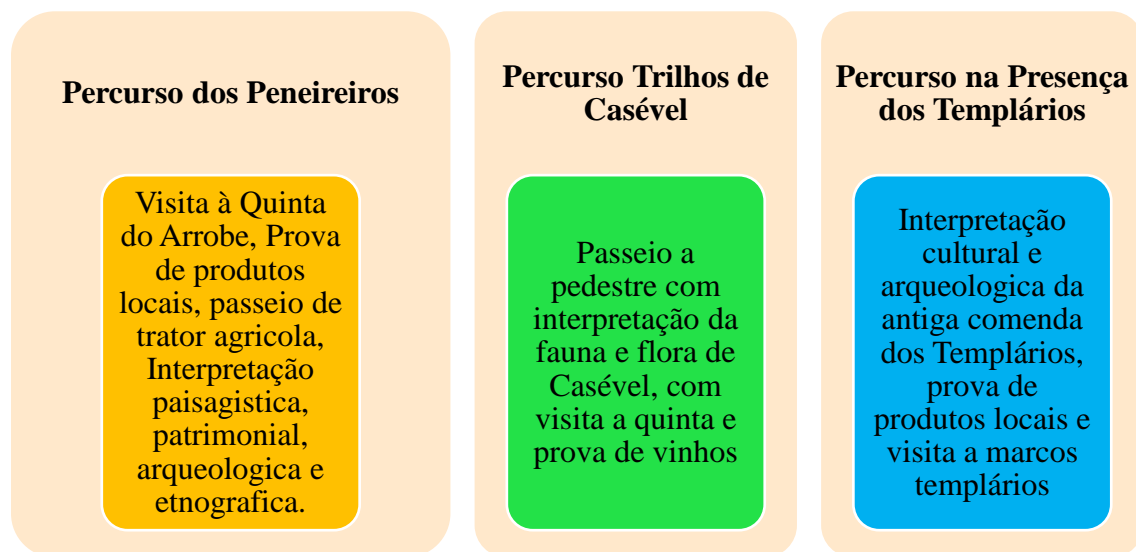 Percurso dos Peneireiros
Visita à Quinta
do Arrobe, Prova
de produtos
locais, passeio de
trator agricola,
Interpretação
paisagistica,
patrimonial,
arqueologica e
etnografica.
Percurso Trilhos de
Casével
Passeio a
pedestre com
interpretação da
fauna e flora de
Casével, com
visita a quinta e
prova de vinhos
Percurso na Presença
dos Templários
Interpretação
cultural e
arqueologica da
antiga comenda
dos Templários,
prova de
produtos locais e
visita a marcos
templários